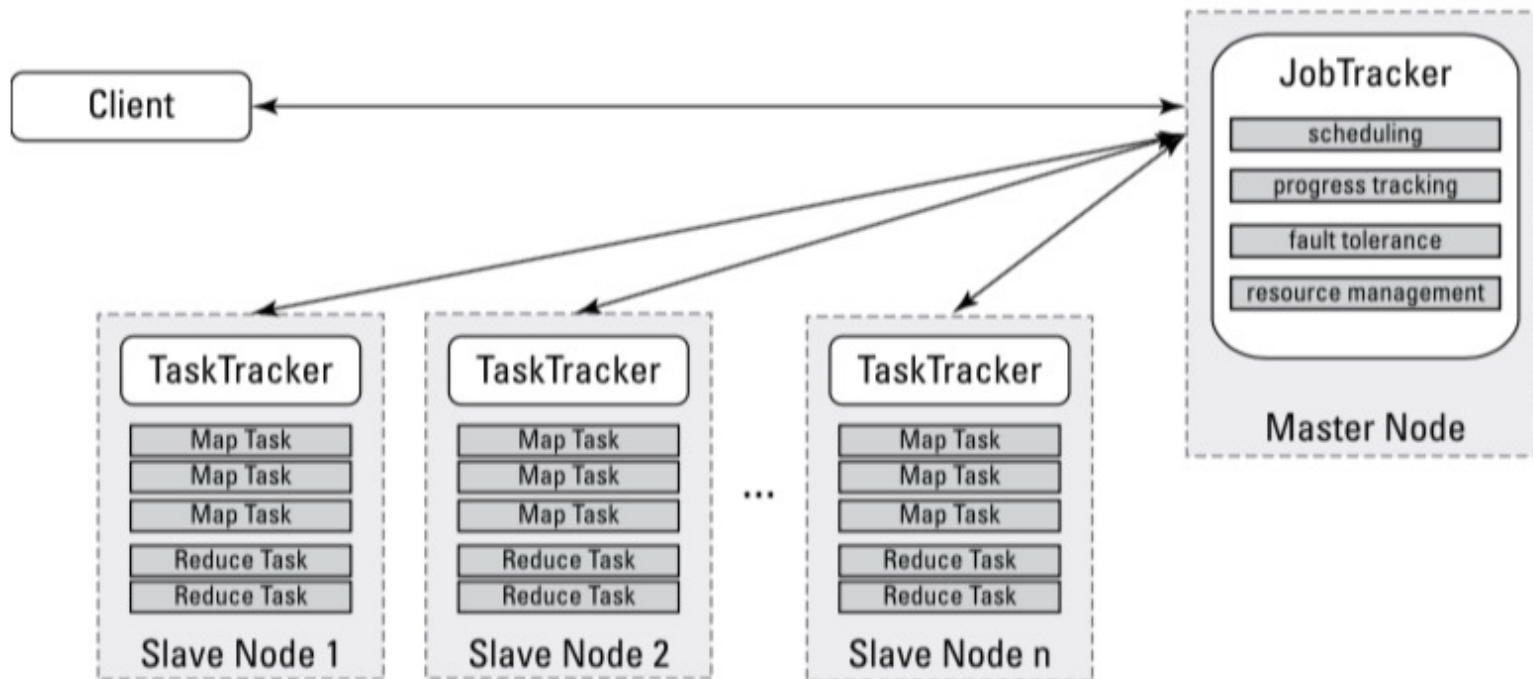 Client
JobTracker
scheduling
progress tracking
fault tolerance
resource management
Master Node
TaskTracker
Map Task
Map Task
Map Task
Reduce Task
Reduce Task
Slave Node 1
TaskTracker
Map Task
Map Task
Map Task
Reduce Task
Reduce Task
Slave Node 2
...
TaskTracker
Map Task
Map Task
Map Task
Reduce Task
Reduce Task
Slave Node n